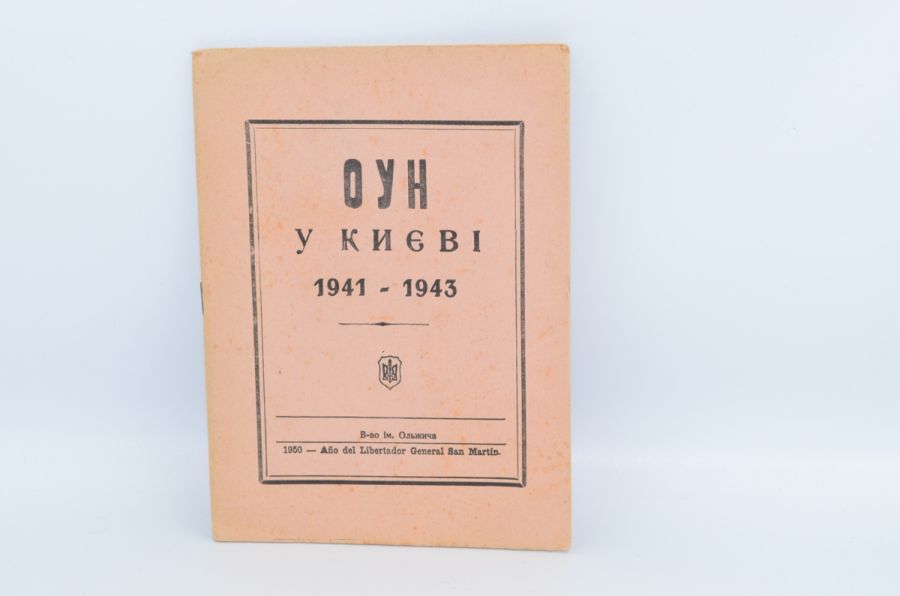 ОУН
У КИЄВІ
1941 - 1943
В-во ім. Ольжича
1950 — Año del Libertador General San Martín.